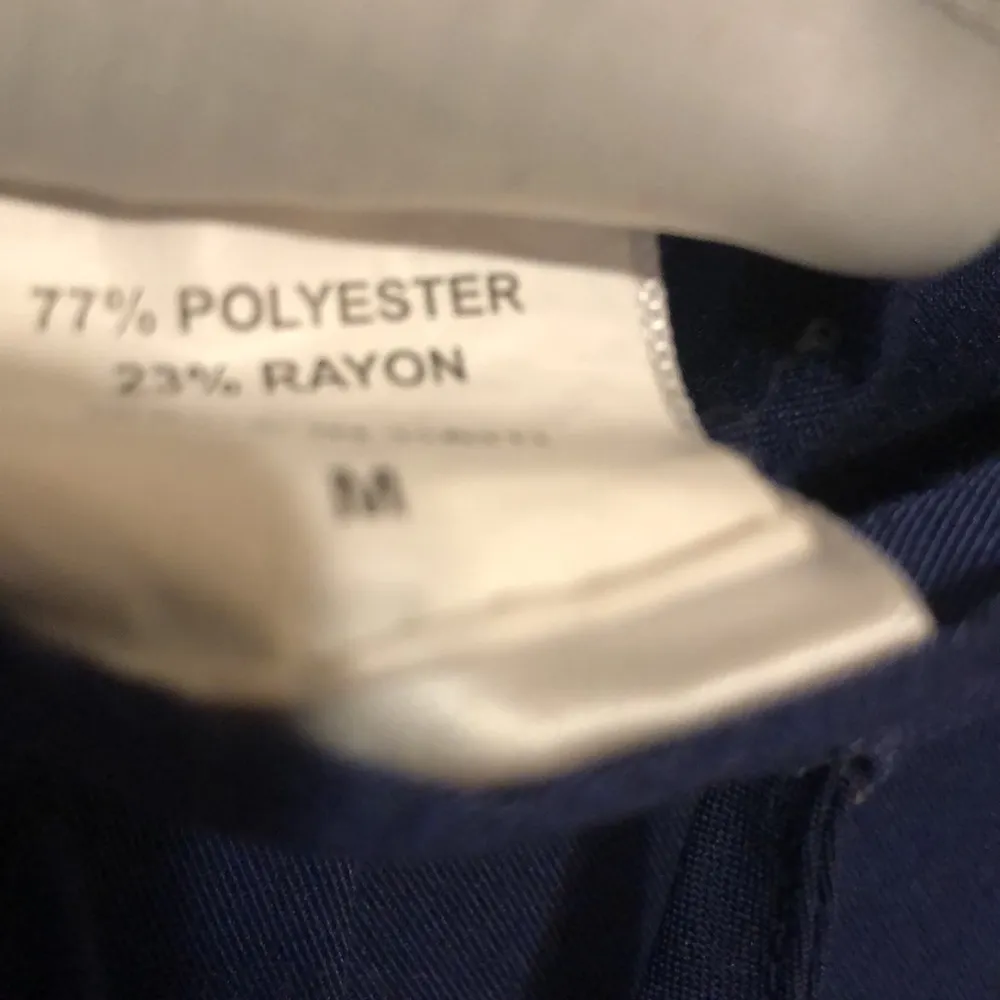 77% POLYESTER
23% RAYON
M